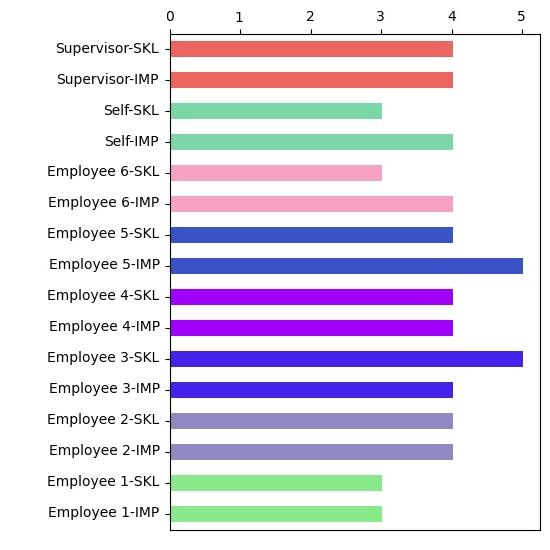 0 1 2 3 4 5
Supervisor-SKL
Supervisor-IMP
Self-SKL
Self-IMP
Employee 6-SKL
Employee 6-IMP
Employee 5-SKL
Employee 5-IMP
Employee 4-SKL
Employee 4-IMP
Employee 3-SKL
Employee 3-IMP
Employee 2-SKL
Employee 2-IMP
Employee 1-SKL
Employee 1-IMP